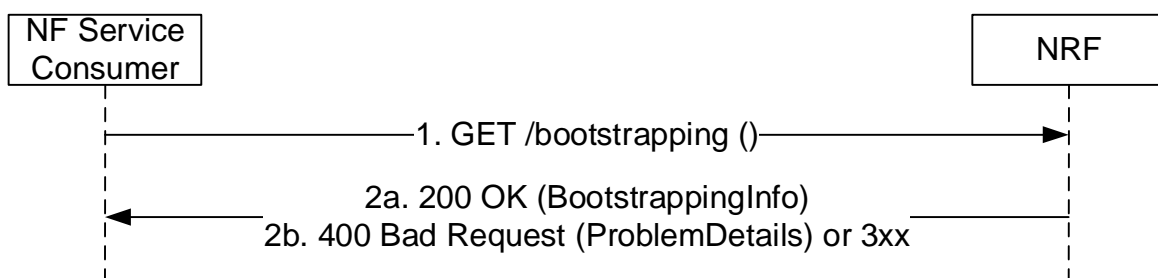 NF Service
Consumer
NRF
1. GET /bootstrapping ()
2a. 200 OK (BootstrappingInfo)
2b. 400 Bad Request (ProblemDetails) or 3xx